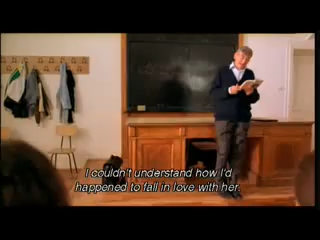 I couldn't understand how I'd
happened to fall in love with her.